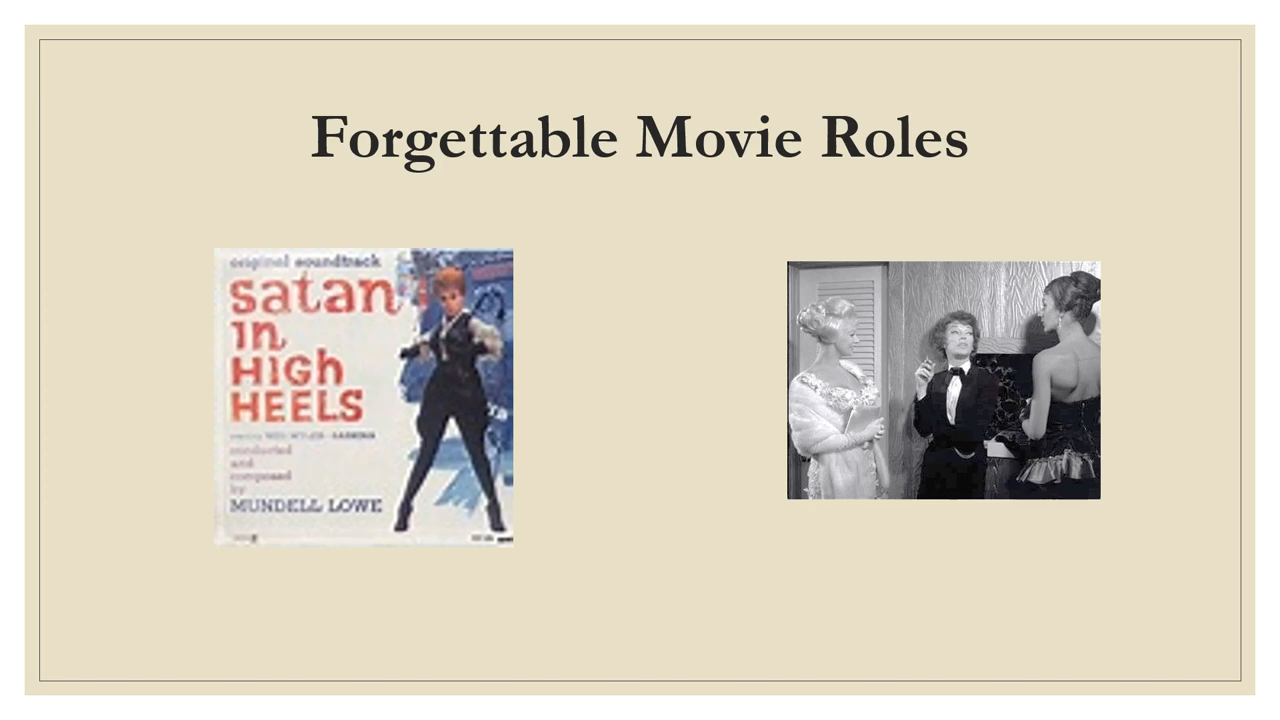 Forgettable Movie Roles
original soundtrack
satan
in
HIGH
HEELS
conducted
and
composed
by
MUNDELL LOWE